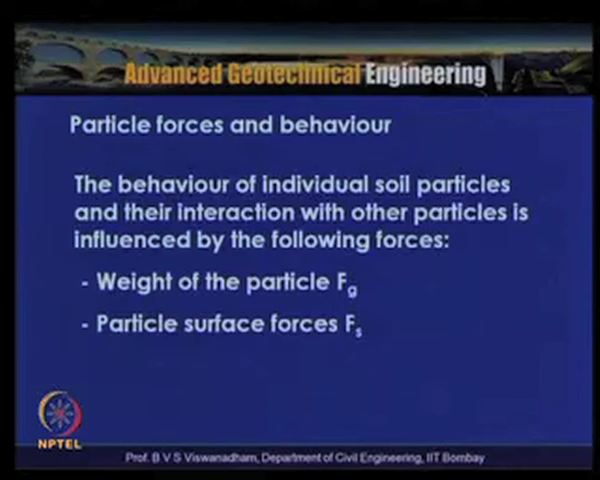 Advanced Geotechnical Engineering
Particle forces and behaviour
The behaviour of individual soil particles
and their interaction with other particles is
influenced by the following forces:
- Weight of the particle Fg
- Particle surface forces Fs
NPTEL
Prof. B V S Viswanadham, Department of Civil Engineering, IIT Bombay